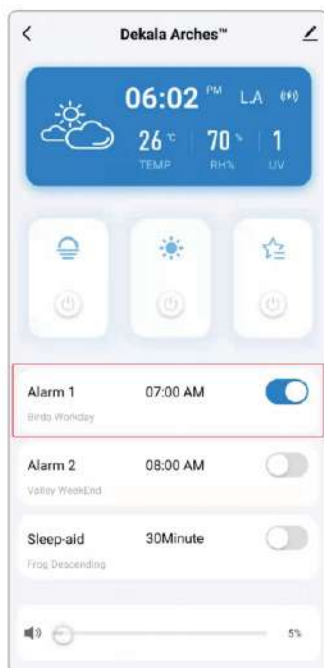 Dekala Arches™
06:02 PM L.A
26 °C 70 % 1
TEMP RH% UV
Alarm 1 07:00 AM
Birds Workday
Alarm 2 08:00 AM
Valley WeekEnd
Sleep-aid 30Minute
Frog Descending
5%